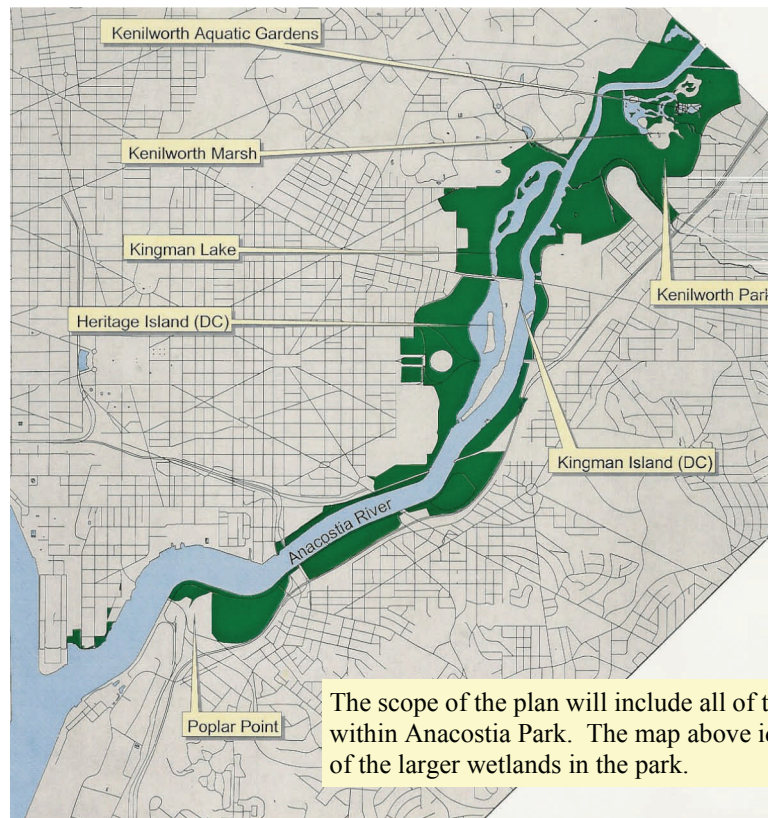 Kenilworth Aquatic Gardens
Kenilworth Marsh
Kingman Lake
Kenilworth Park
Heritage Island (DC)
Kingman Island (DC)
Anacostia River
Poplar Point
The scope of the plan will include all of t
within Anacostia Park. The map above i
of the larger wetlands in the park.